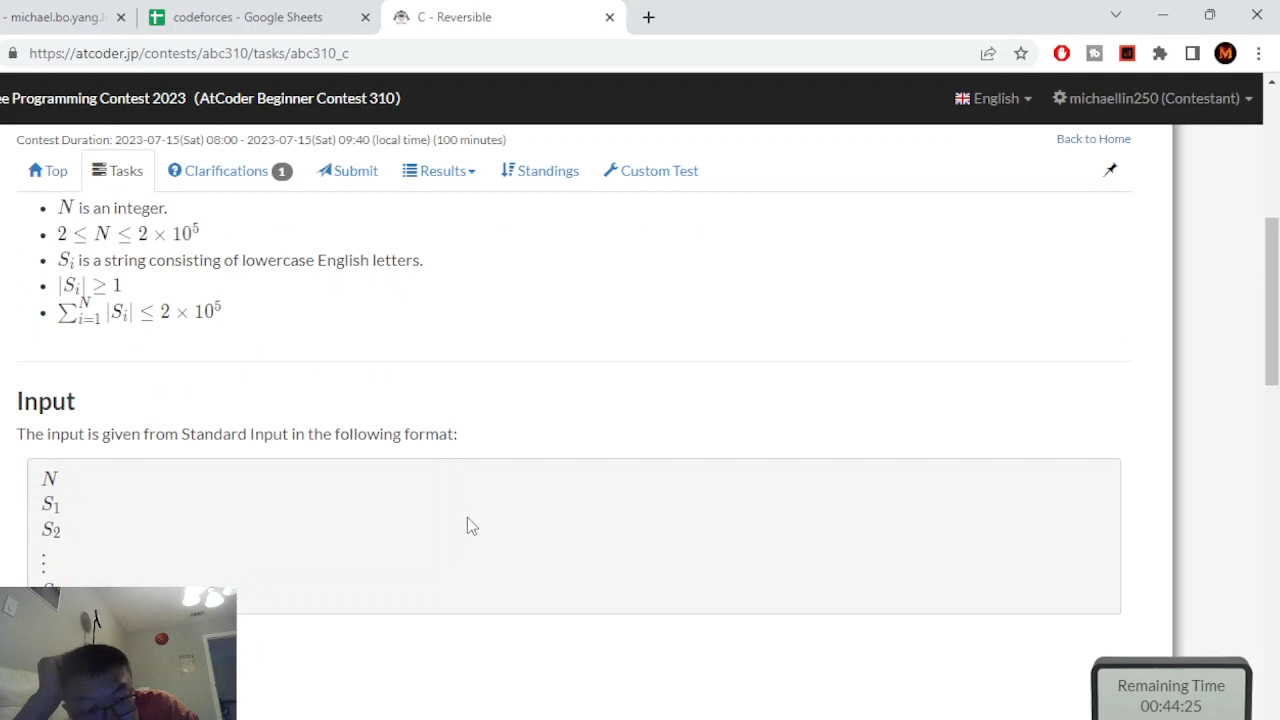 - michael.bo.yang.l
codeforces - Google Sheets
C - Reversible
https://atcoder.jp/contests/abc310/tasks/abc310_c
e Programming Contest 2023 (AtCoder Beginner Contest 310)
English
michaellin250 (Contestant)
Contest Duration: 2023-07-15(Sat) 08:00 - 2023-07-15(Sat) 09:40 (local time) (100 minutes)
Back to Home
Top
Tasks
Clarifications 1
Submit
Results
Standings
Custom Test
• N is an integer.
• 2 ≤ N ≤ 2 × 10^5
• S_i is a string consisting of lowercase English letters.
• |S_i| ≥ 1
• ∑_{i=1}^{N} |S_i| ≤ 2 × 10^5
Input
The input is given from Standard Input in the following format:
N
S_1
S_2
⋮
Remaining Time
00:44:25